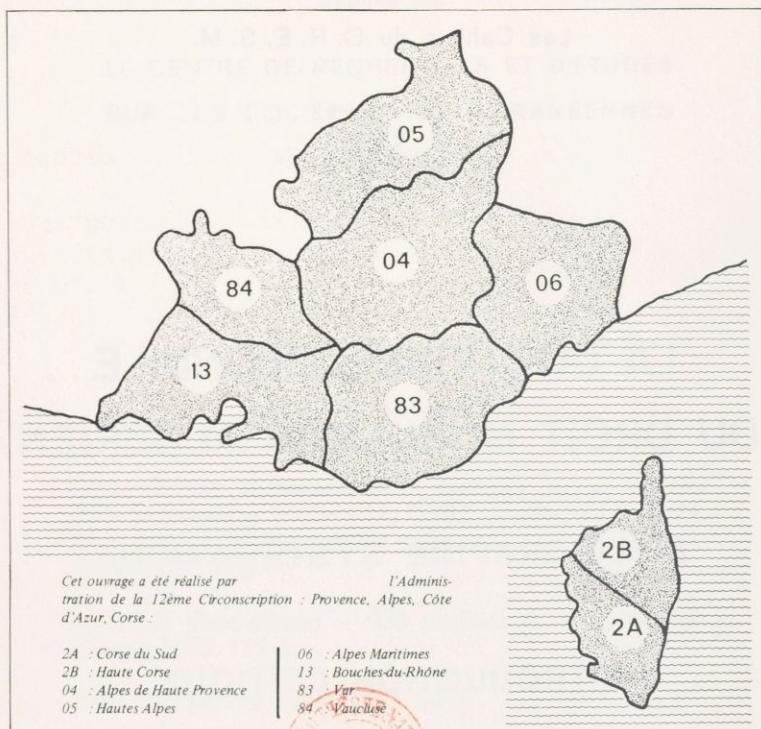 05
04
84
06
13
83
2B
2A
Cet ouvrage a été réalisé par l'Adminis-
tration de la 12ème Circonscription : Provence, Alpes, Côte
d'Azur, Corse :
2A : Corse du Sud
2B : Haute Corse
04 : Alpes de Haute Provence
05 : Hautes Alpes
06 : Alpes Maritimes
13 : Bouches-du-Rhône
83 : Var
84 : Vaucluse